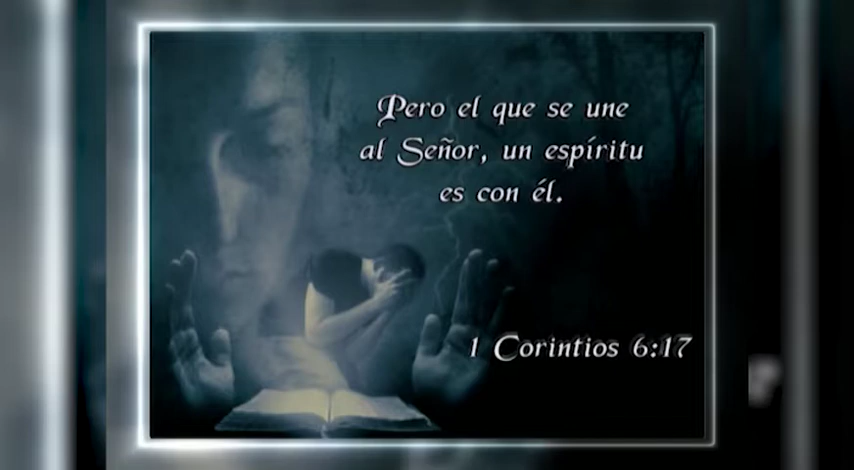 Pero el que se une
al Señor, un espíritu
es con él.
1 Corintios 6:17